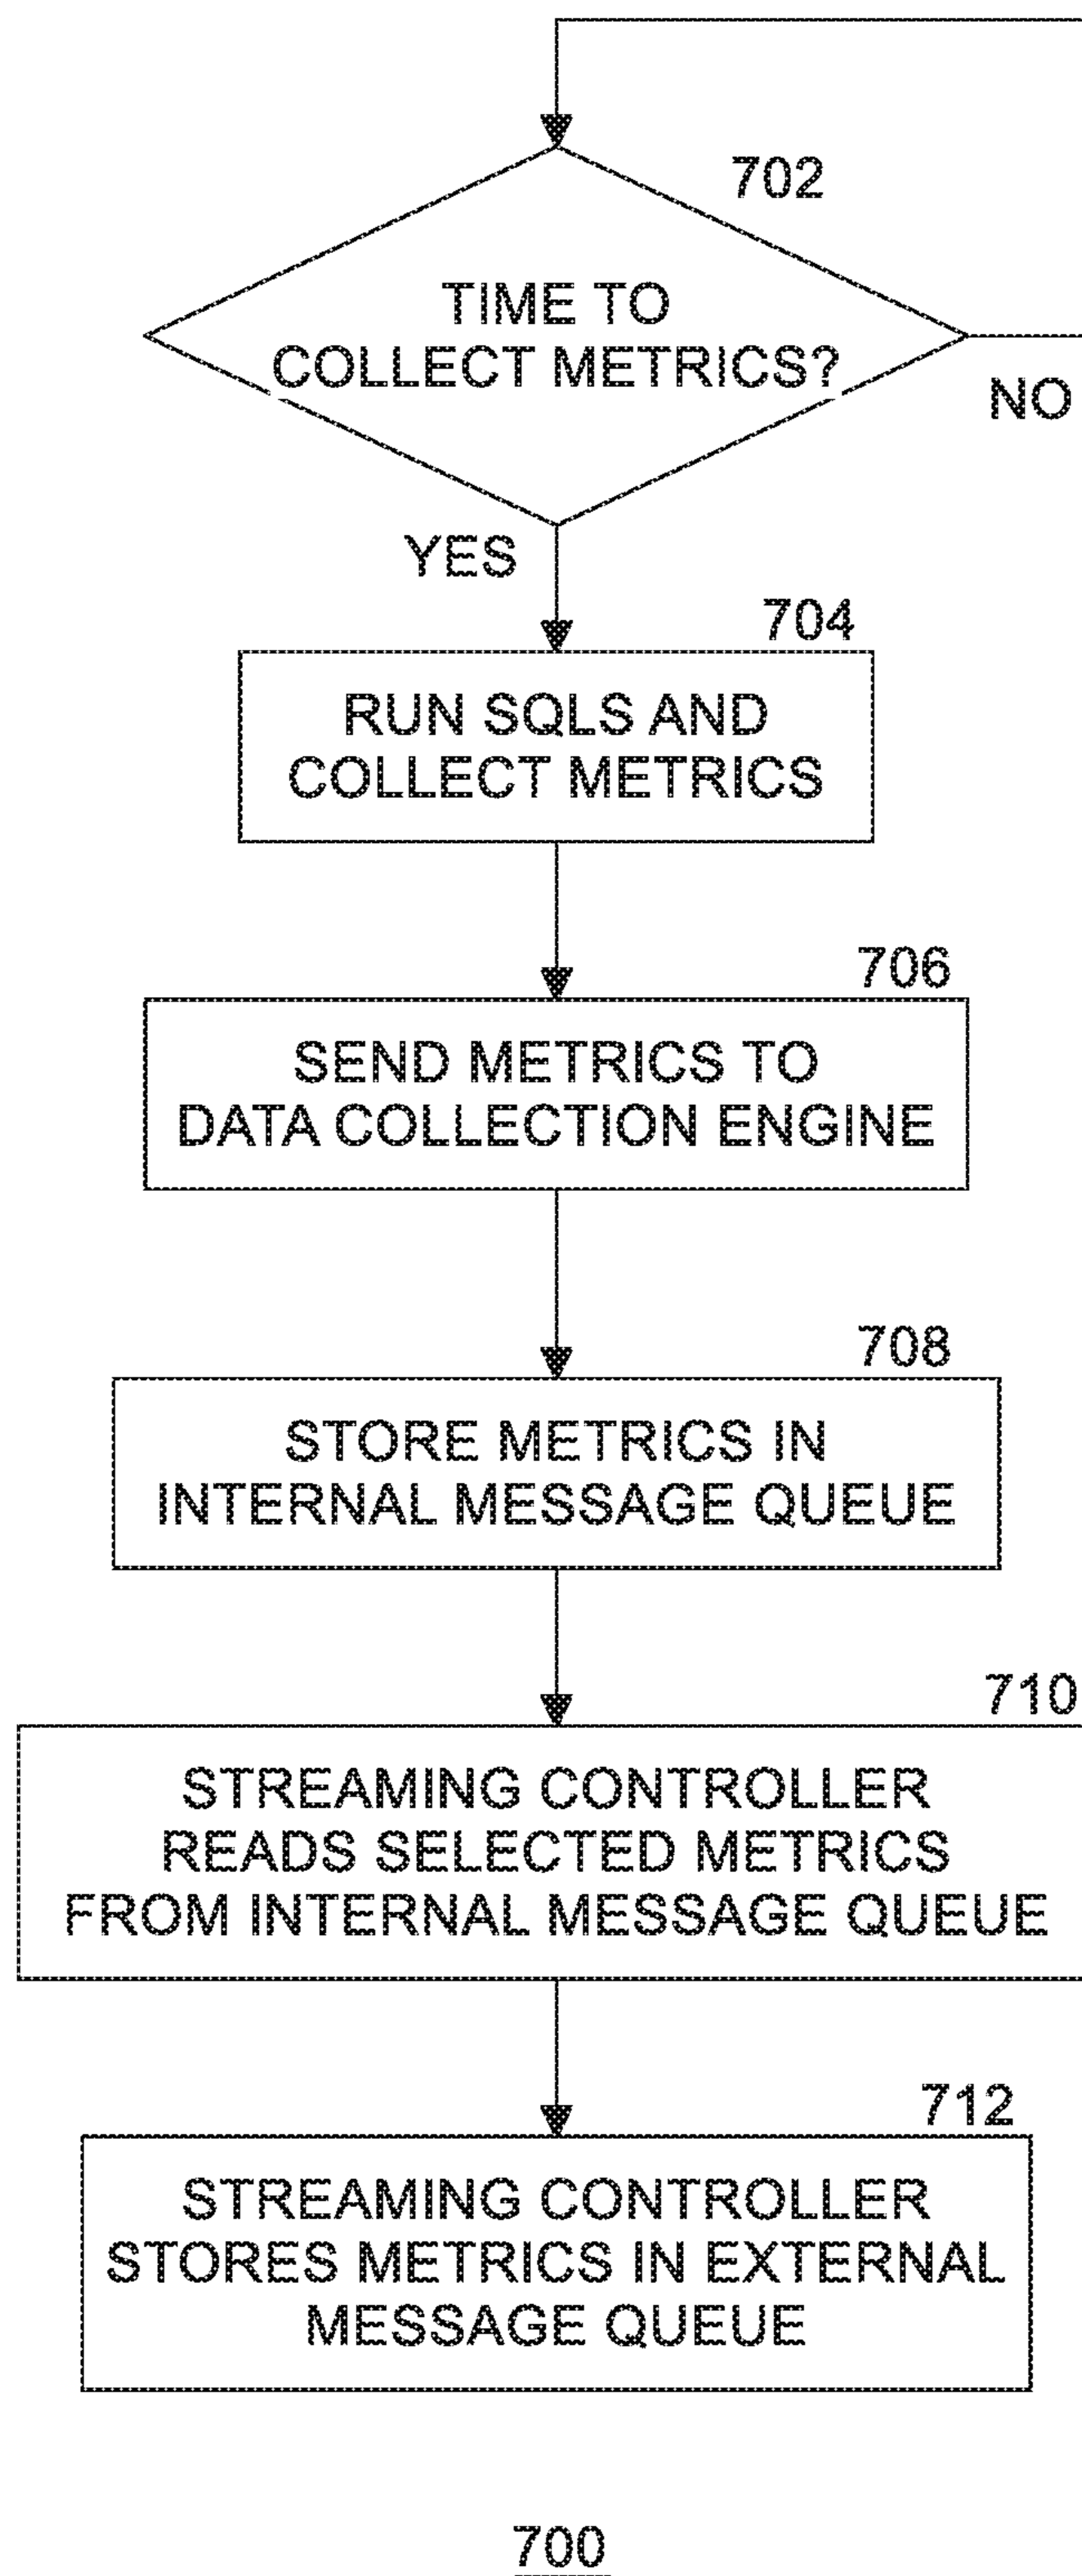 702
TIME TO
COLLECT METRICS?
NO
YES
704
RUN SQLS AND
COLLECT METRICS
706
SEND METRICS TO
DATA COLLECTION ENGINE
708
STORE METRICS IN
INTERNAL MESSAGE QUEUE
710
STREAMING CONTROLLER
READS SELECTED METRICS
FROM INTERNAL MESSAGE QUEUE
712
STREAMING CONTROLLER
STORES METRICS IN EXTERNAL
MESSAGE QUEUE
700